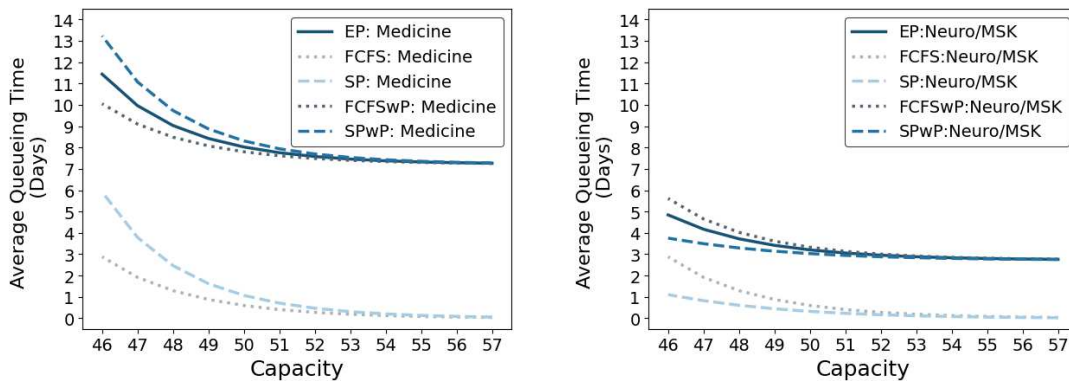 Average Queueing Time
(Days)
14
13
12
11
10
9
8
7
6
5
4
3
2
1
0
EP: Medicine
FCFS: Medicine
SP: Medicine
FCFSwP: Medicine
SPwP: Medicine
46 47 48 49 50 51 52 53 54 55 56 57
Capacity
Average Queueing Time
(Days)
14
13
12
11
10
9
8
7
6
5
4
3
2
1
0
EP:Neuro/MSK
FCFS:Neuro/MSK
SP:Neuro/MSK
FCFSwP:Neuro/MSK
SPwP:Neuro/MSK
46 47 48 49 50 51 52 53 54 55 56 57
Capacity